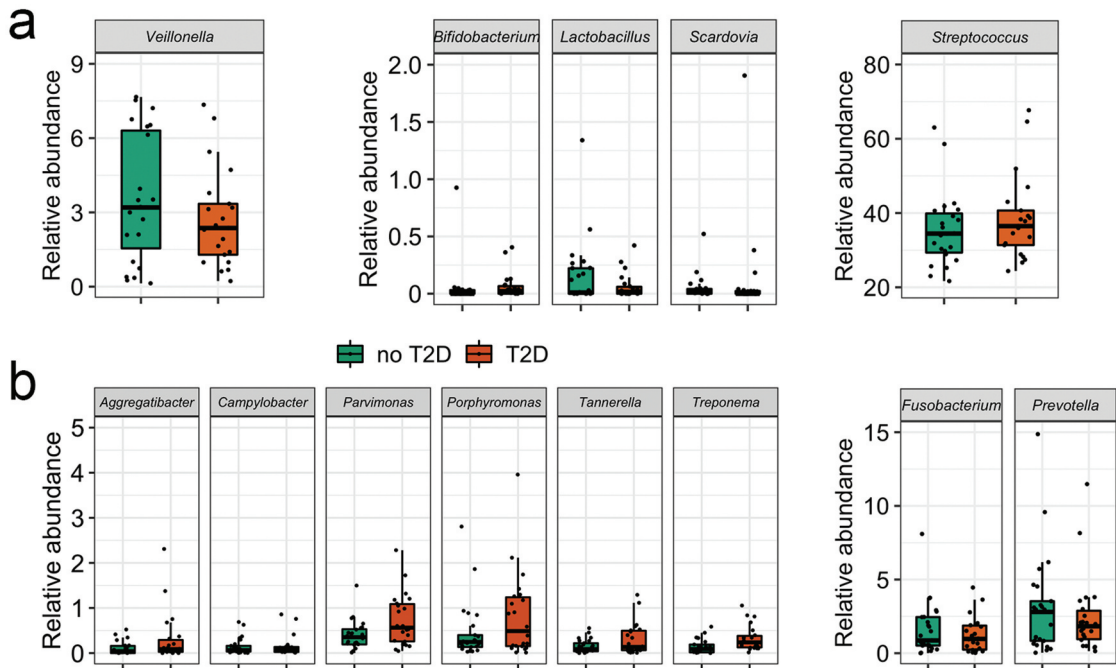 a
Veillonella
Relative abundance
9
6
3
0
Bifidobacterium Lactobacillus Scardovia
Relative abundance
2.0
1.5
1.0
0.5
0
Streptococcus
Relative abundance
80
60
40
20
no T2D T2D
b
Aggregatibacter Campylobacter Parvimonas Porphyromonas Tannerella Treponema
Relative abundance
5
4
3
2
1
0
Fusobacterium Prevotella
Relative abundance
15
10
5
0